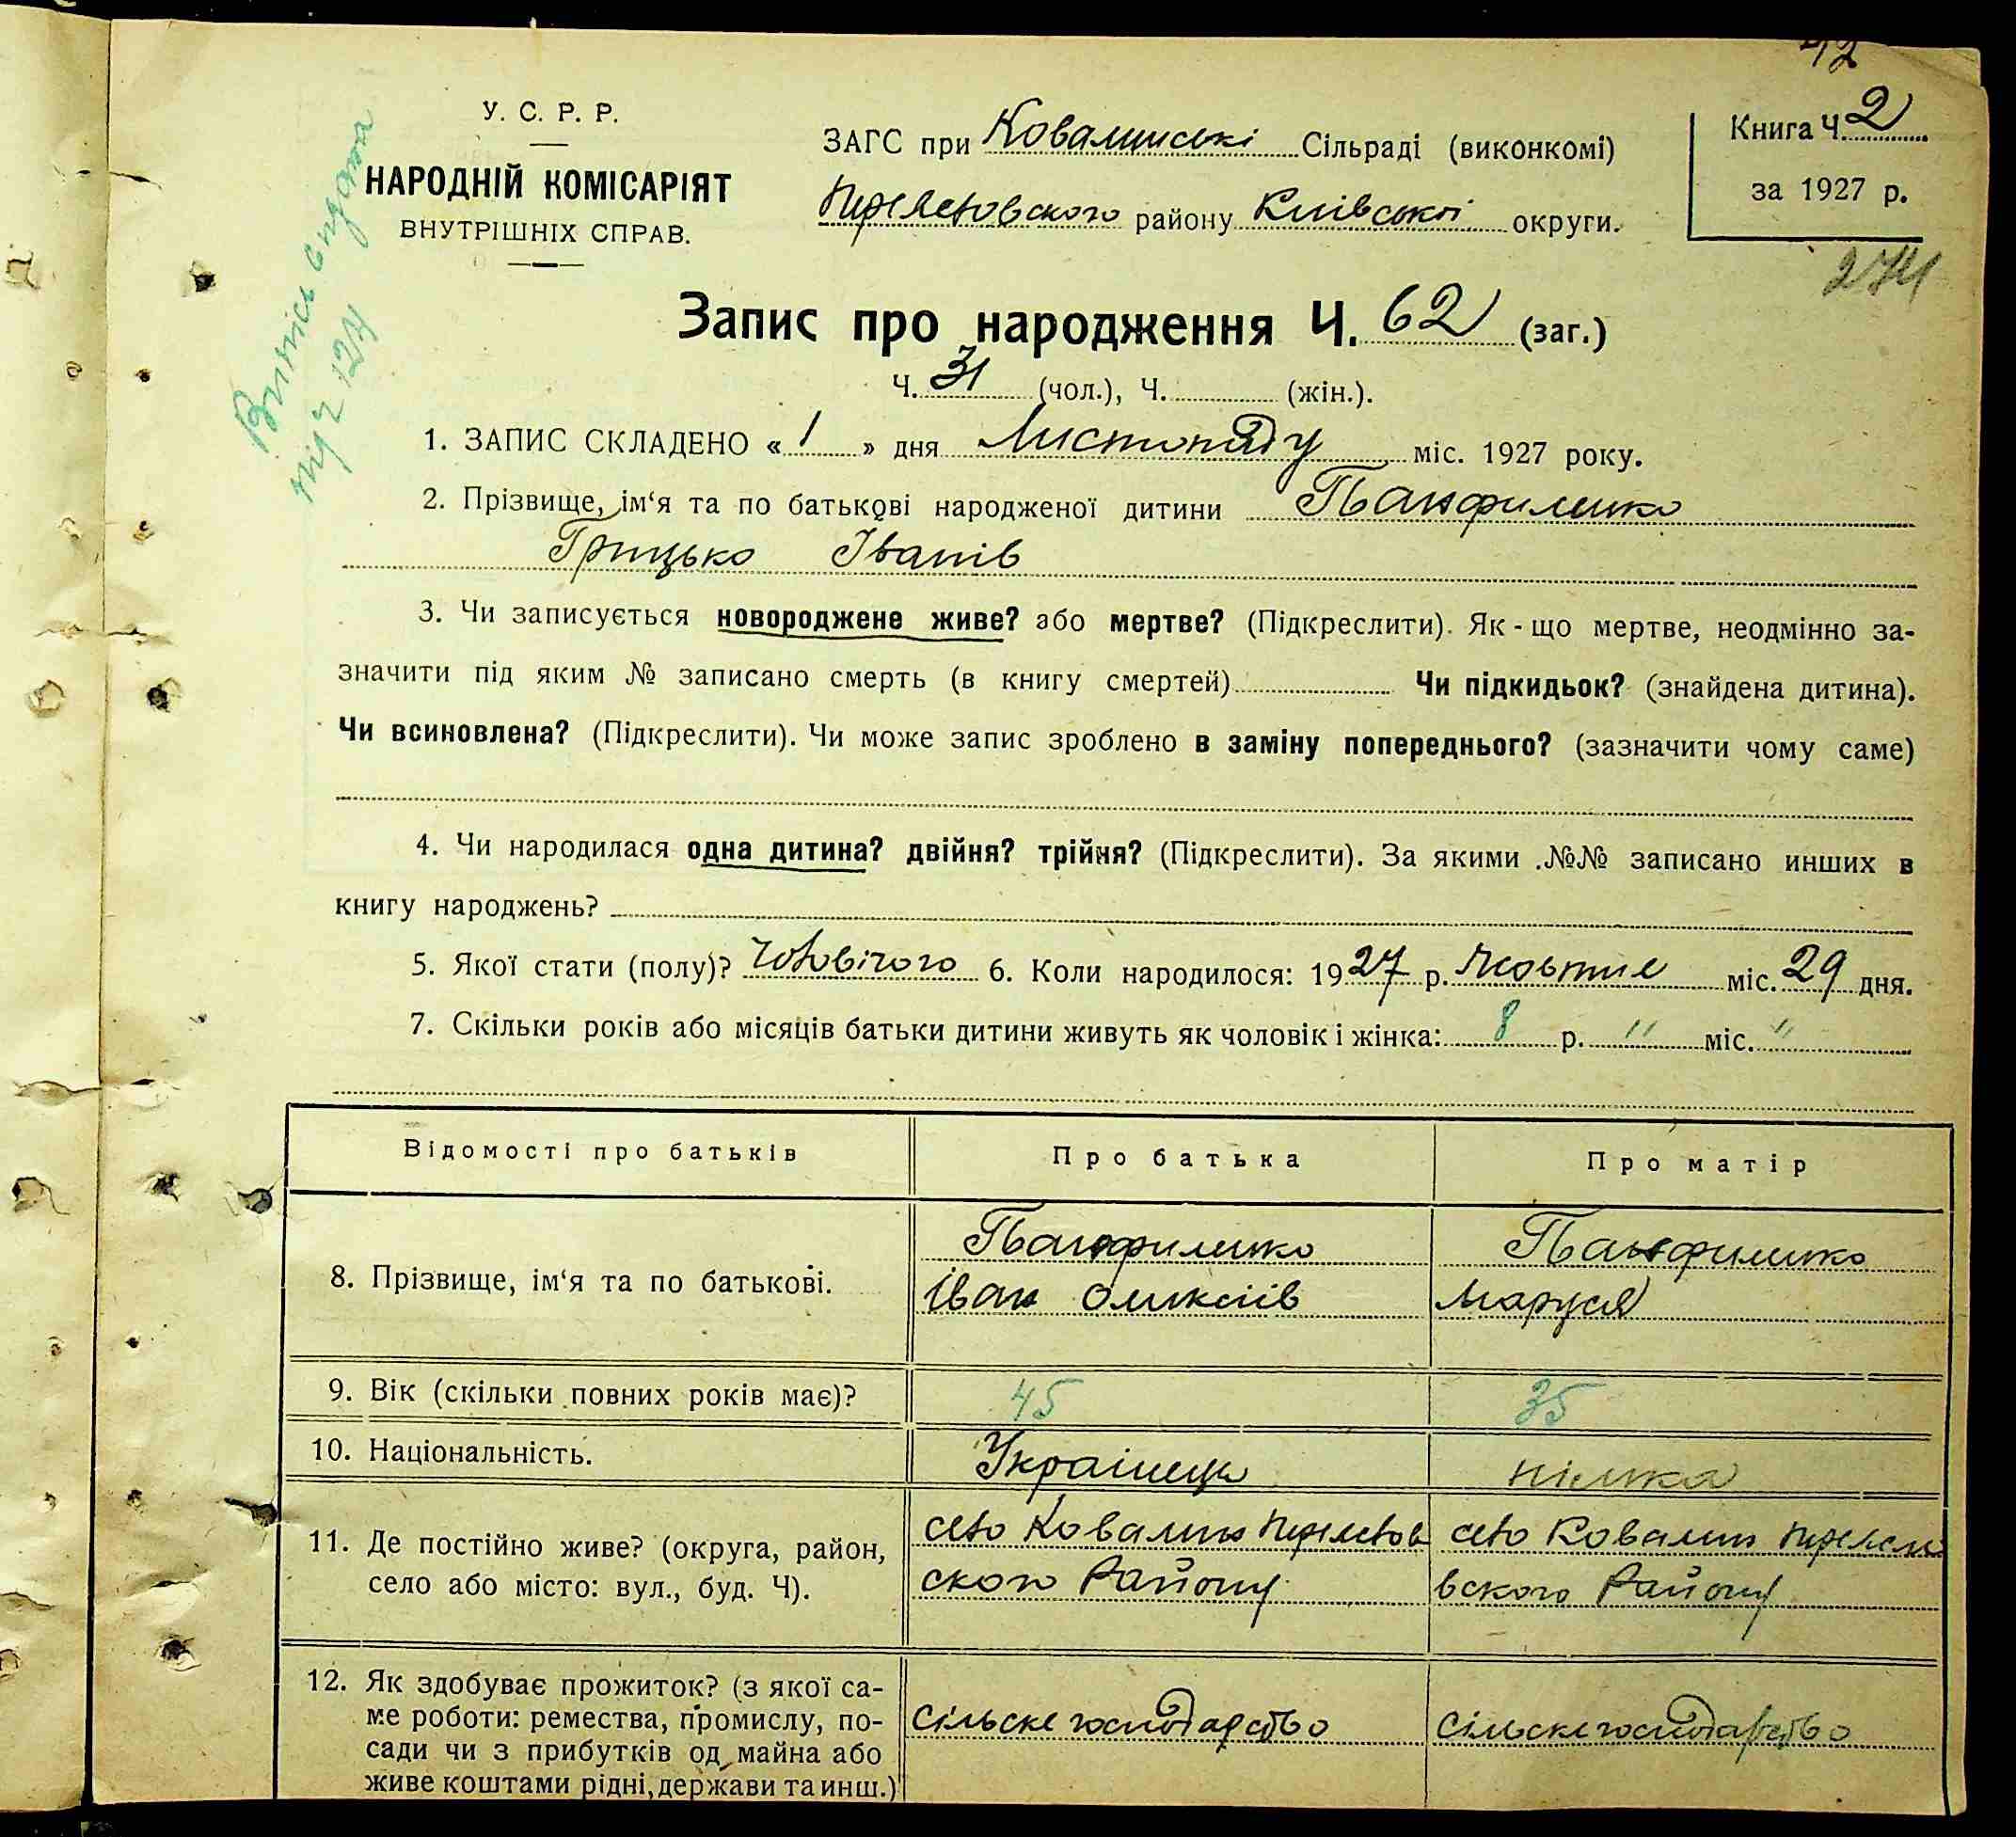 42
У. С. Р. Р.
НАРОДНІЙ КОМІСАРІЯТ
ВНУТРІШНІХ СПРАВ.
ЗАГС при Ковалинські Сільраді (виконкомі)
району Київської округи.
Книга Ч. 2
за 1927 р.
274
Випись
Запис про народження Ч. 62 (заг.)
Ч. 31 (чол.), Ч. (жін.).
1. ЗАПИС СКЛАДЕНО « 1 » дня Листопаду міс. 1927 року.
2. Прізвище, ім‘я та по батькові народженої дитини Панфиленко
Грицько Іванів
3. Чи записується новороджене живе? або мертве? (Підкреслити). Як - що мертве, неодмінно за-
значити під яким № записано смерть (в книгу смертей) Чи підкидьок? (знайдена дитина).
Чи всиновлена? (Підкреслити). Чи може запис зроблено в заміну попереднього? (зазначити чому саме)
4. Чи народилася одна дитина? двійня? трійня? (Підкреслити). За якими №№ записано инших в
книгу народжень?
5. Якої стати (полу)? Чоловічого 6. Коли народилося: 1927 р. Жовтне міс. 29 дня.
7. Скільки років або місяців батьки дитини живуть як чоловік і жінка: 8 р. " міс. "
Відомості про батьків Про батька Про матір
8. Прізвище, ім‘я та по батькові. Панфиленко Панфиленко
Іван Олексіїв Маруся
9. Вік (скільки повних років має)? 45 35
10. Національність. Українець німка
11. Де постійно живе? (округа, район,
село або місто: вул., буд. Ч).
село Ковалин
ского Району
село Ковалин
вского Району
12. Як здобуває прожиток? (з якої са-
ме роботи: ремества, промислу, по-
сади чи з прибутків од майна або
живе коштами рідні, держави та инш.)
сільске господарство сільске господарство